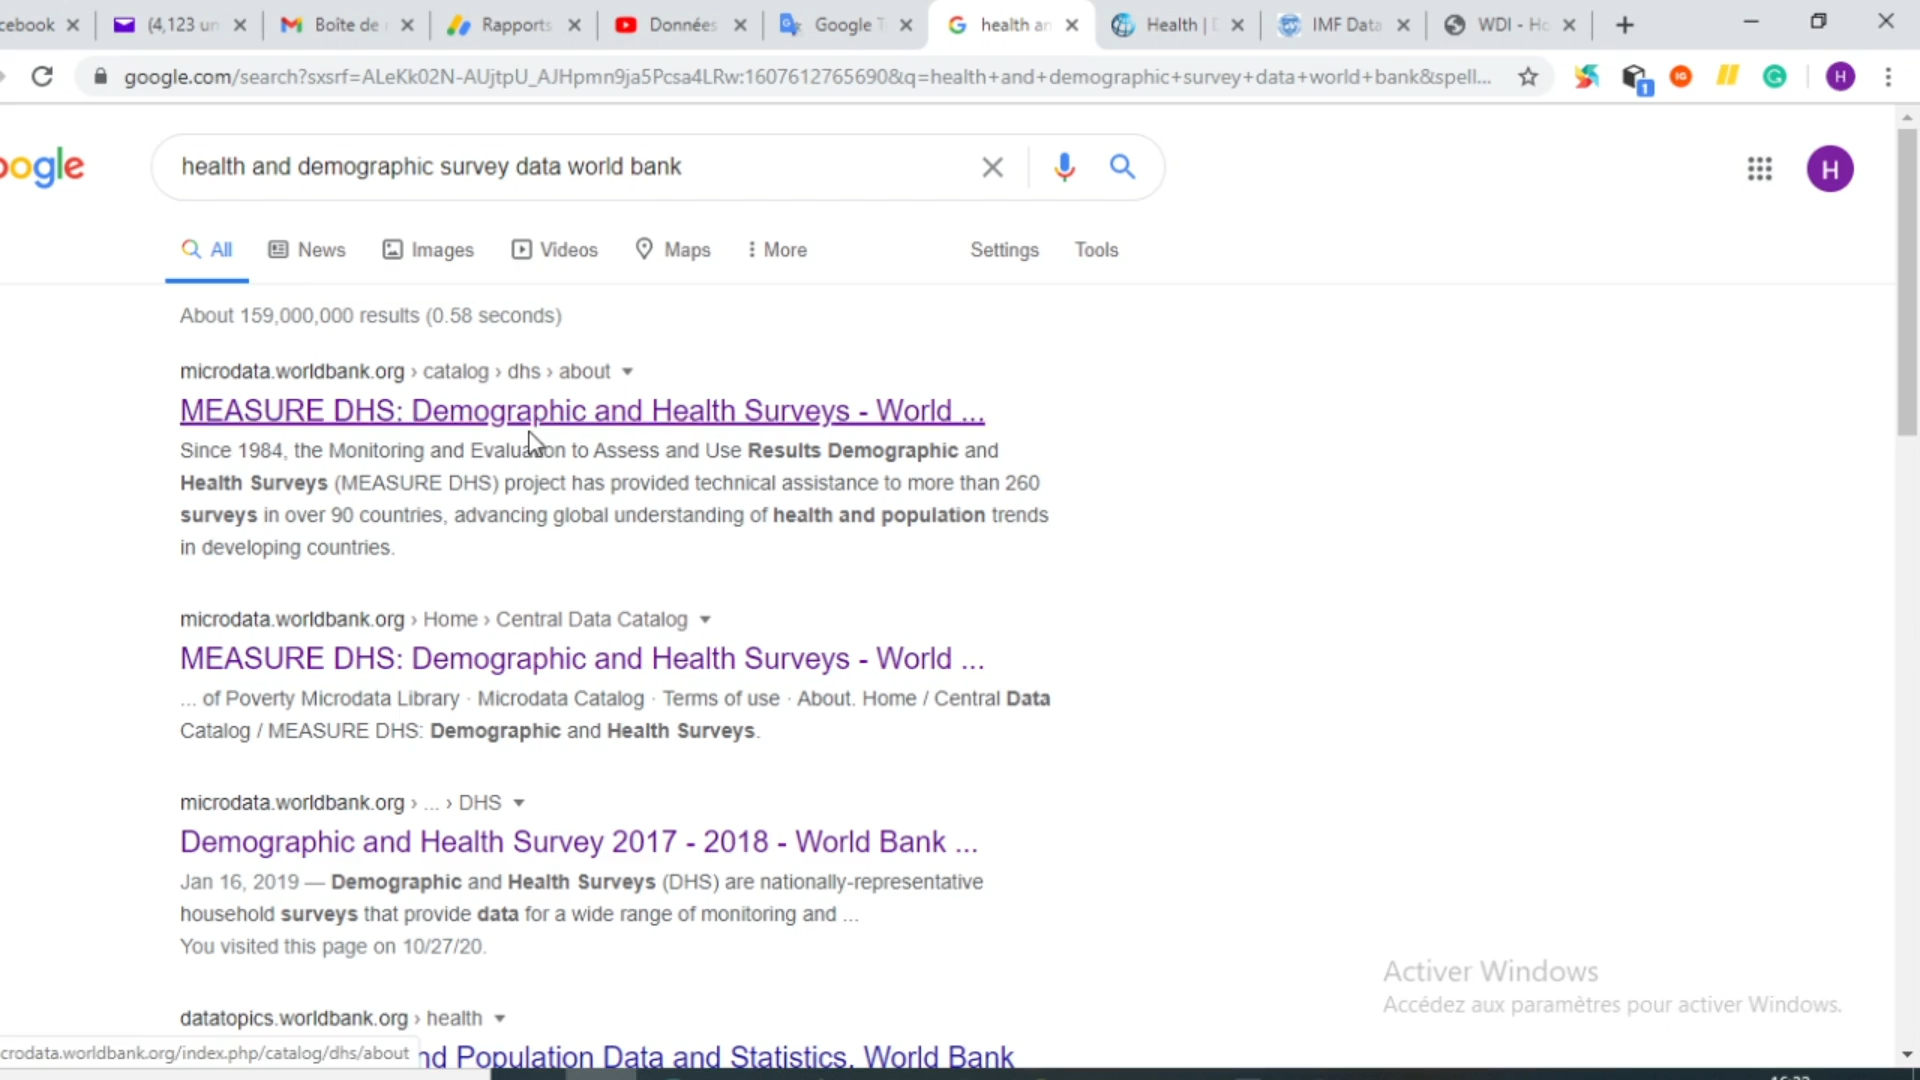 cebook
(4,123 un
Boîte de
Rapports
Données
Google T
health an
Health | D
IMF Data
WDI - Ho
google.com/search?sxsrf=ALeKk02N-AUjtpU_AJHpmn9ja5Pcsa4LRw:1607612765690&q=health+and+demographic+survey+data+world+bank&spell...
1
H
oogle
health and demographic survey data world bank
H
All
News
Images
Videos
Maps
More
Settings
Tools
About 159,000,000 results (0.58 seconds)
microdata.worldbank.org › catalog › dhs › about
MEASURE DHS: Demographic and Health Surveys - World ...
Since 1984, the Monitoring and Evaluation to Assess and Use Results Demographic and
Health Surveys (MEASURE DHS) project has provided technical assistance to more than 260
surveys in over 90 countries, advancing global understanding of health and population trends
in developing countries.
microdata.worldbank.org › Home › Central Data Catalog
MEASURE DHS: Demographic and Health Surveys - World ...
... of Poverty Microdata Library · Microdata Catalog · Terms of use · About. Home / Central Data
Catalog / MEASURE DHS: Demographic and Health Surveys.
microdata.worldbank.org › ... › DHS
Demographic and Health Survey 2017 - 2018 - World Bank ...
Jan 16, 2019 — Demographic and Health Surveys (DHS) are nationally-representative
household surveys that provide data for a wide range of monitoring and ...
You visited this page on 10/27/20.
Activer Windows
Accédez aux paramètres pour activer Windows.
datatopics.worldbank.org › health
nd Population Data and Statistics, World Bank
crodata.worldbank.org/index.php/catalog/dhs/about